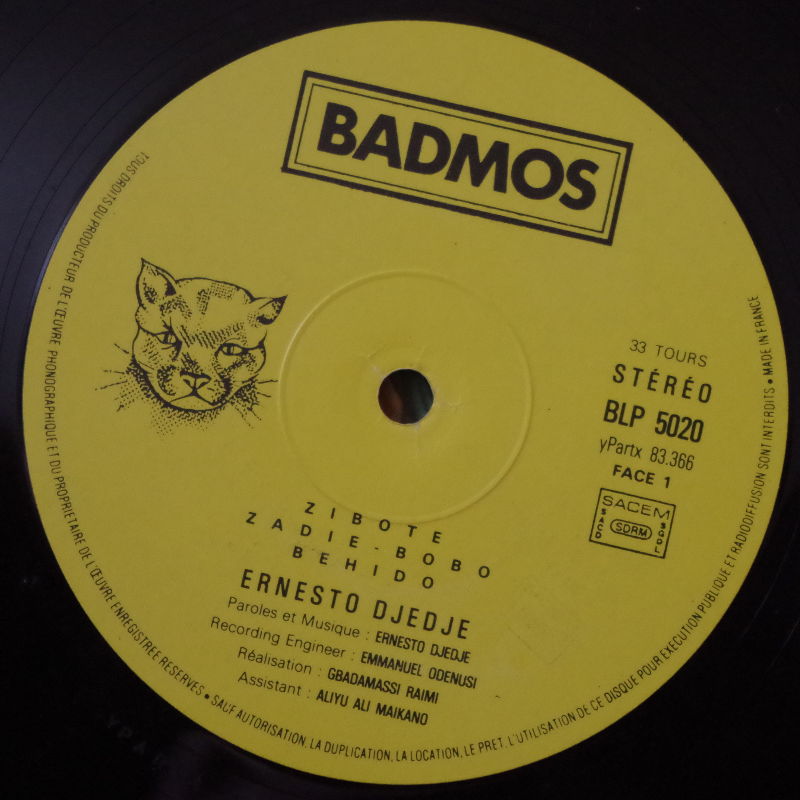 BADMOS
33 TOURS
STÉRÉO
BLP 5020
yPartx 83.366
FACE 1
SACEM
SACD
SDRM
SGDL
ZIBOTE
ZADIE-BOBO
BEHIDO
ERNESTO DJEDJE
Paroles et Musique : ERNESTO DJEDJE
Recording Engineer : EMMANUEL ODENUSI
Réalisation : GBADAMASSI RAIMI
Assistant : ALIYU ALI MAIKANO
TOUS DROITS DU PRODUCTEUR DE L'ŒUVRE PHONOGRAPHIQUE ET DU PROPRIETAIRE DE L'ŒUVRE ENREGISTREE RESERVES • SAUF AUTORISATION, LA DUPLICATION, LA LOCATION, LE PRET, L'UTILISATION DE CE DISQUE POUR EXECUTION PUBLIQUE ET RADIODIFFUSION SONT INTERDITS • MADE IN FRANCE